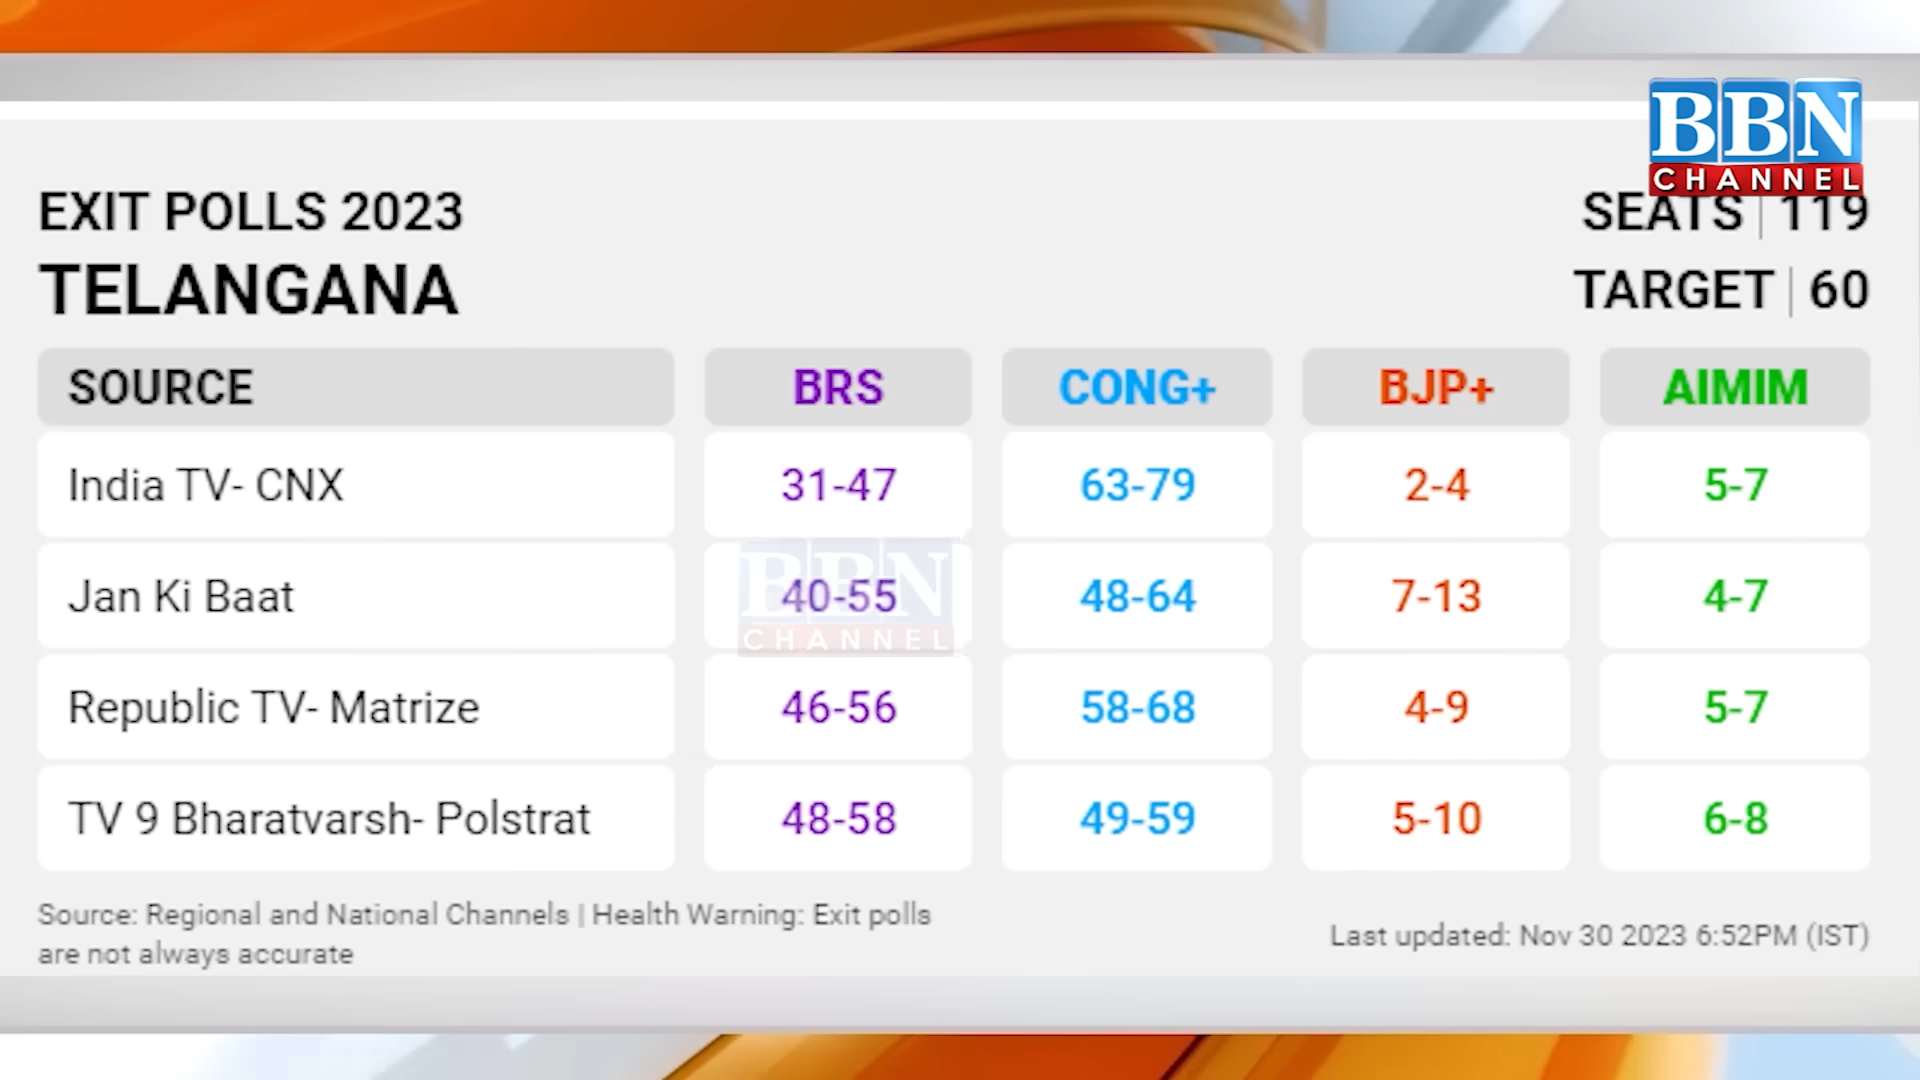 BBN
CHANNEL
EXIT POLLS 2023
SEATS | 119
TELANGANA
TARGET | 60
SOURCE BRS CONG+ BJP+ AIMIM
India TV- CNX 31-47 63-79 2-4 5-7
Jan Ki Baat 40-55 48-64 7-13 4-7
BBN
CHANNEL
Republic TV- Matrize 46-56 58-68 4-9 5-7
TV 9 Bharatvarsh- Polstrat 48-58 49-59 5-10 6-8
Source: Regional and National Channels | Health Warning: Exit polls
are not always accurate
Last updated: Nov 30 2023 6:52PM (IST)